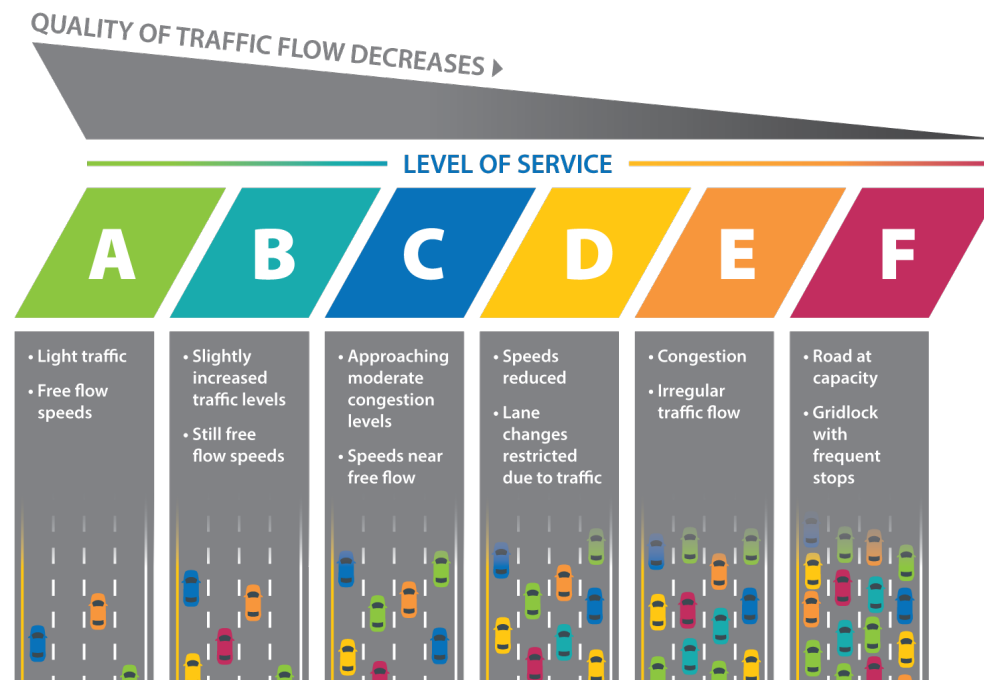 QUALITY OF TRAFFIC FLOW DECREASES
LEVEL OF SERVICE
A
B
C
D
E
F
• Light traffic
• Free flow
speeds
• Slightly
increased
traffic levels
• Still free
flow speeds
• Approaching
moderate
congestion
levels
• Speeds near
free flow
• Speeds
reduced
• Lane
changes
restricted
due to traffic
• Congestion
• Irregular
traffic flow
• Road at
capacity
• Gridlock
with
frequent
stops